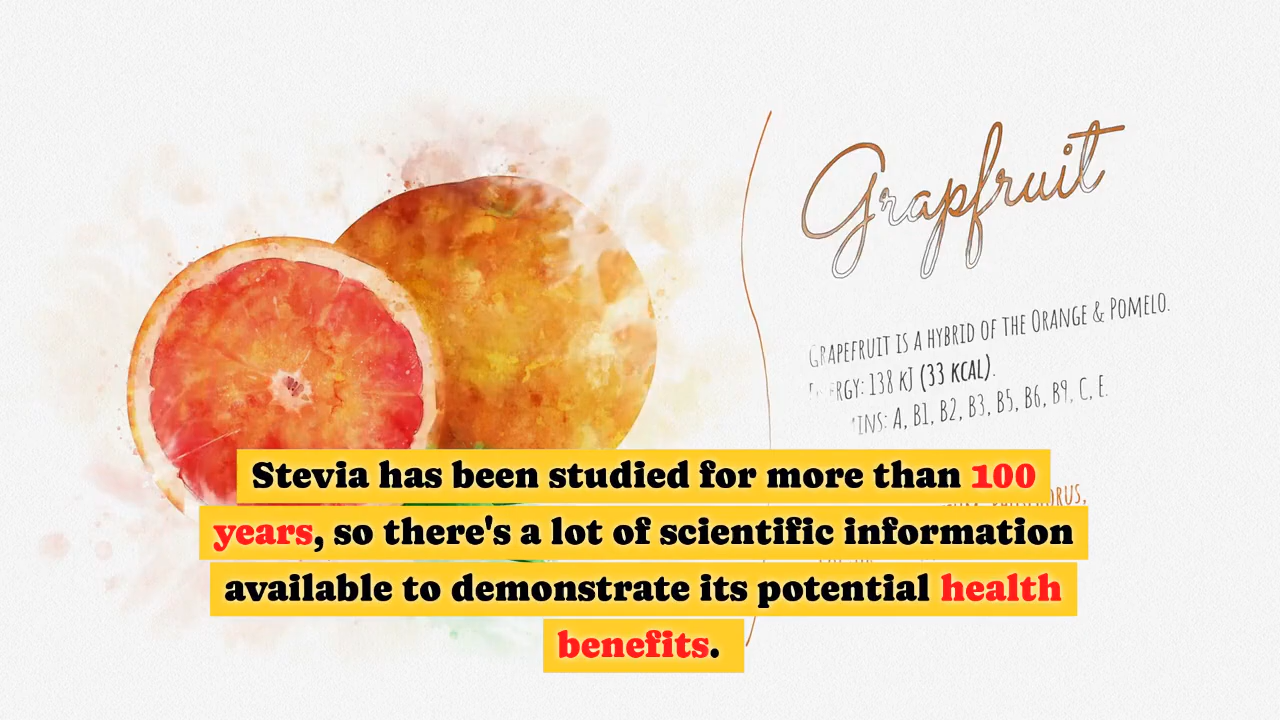 Grapfruit
Grapefruit is a hybrid of the Orange & Pomelo.
138 kJ (33 kcal).
A, B1, B2, B3, B5, B6, B9, C, E.
Stevia has been studied for more than 100
years, so there's a lot of scientific information
available to demonstrate its potential health
benefits.